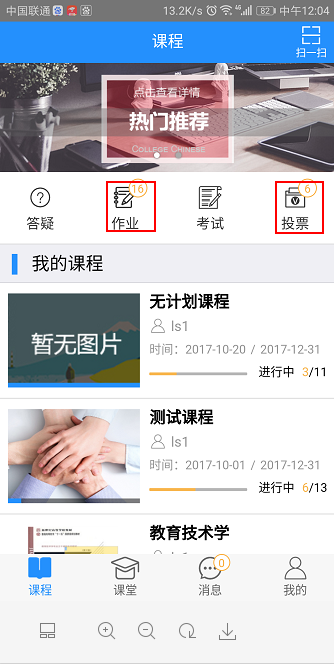 中国联通 13.2K/s 4G 82 中午12:04
课程
扫一扫
点击查看详情
热门推荐
COLLEGE CHINESE
16 6
答疑 作业 考试 投票
我的课程
暂无图片
无计划课程
ls1
时间：2017-10-20 / 2017-12-31
进行中 3/11
测试课程
ls1
时间：2017-10-01 / 2017-12-31
进行中 6/13
教育技术学
ls1
0
课程 课堂 消息 我的